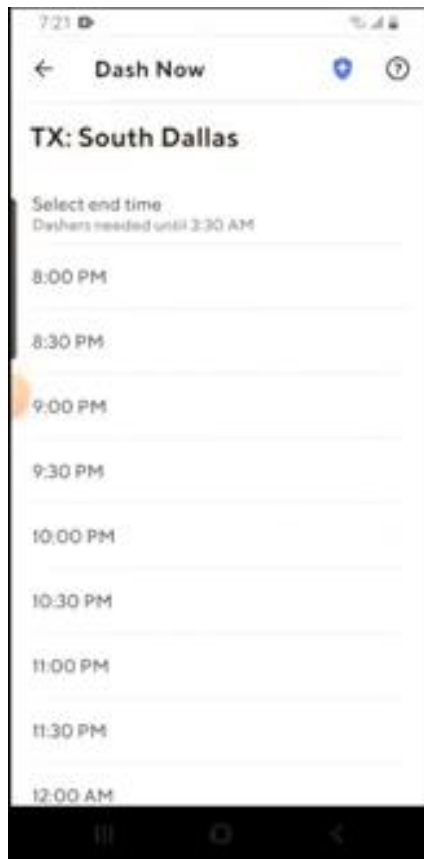 7:21
Dash Now
TX: South Dallas
Select end time
Dashers needed until 2:30 AM
8:00 PM
8:30 PM
9:00 PM
9:30 PM
10:00 PM
10:30 PM
11:00 PM
11:30 PM
12:00 AM